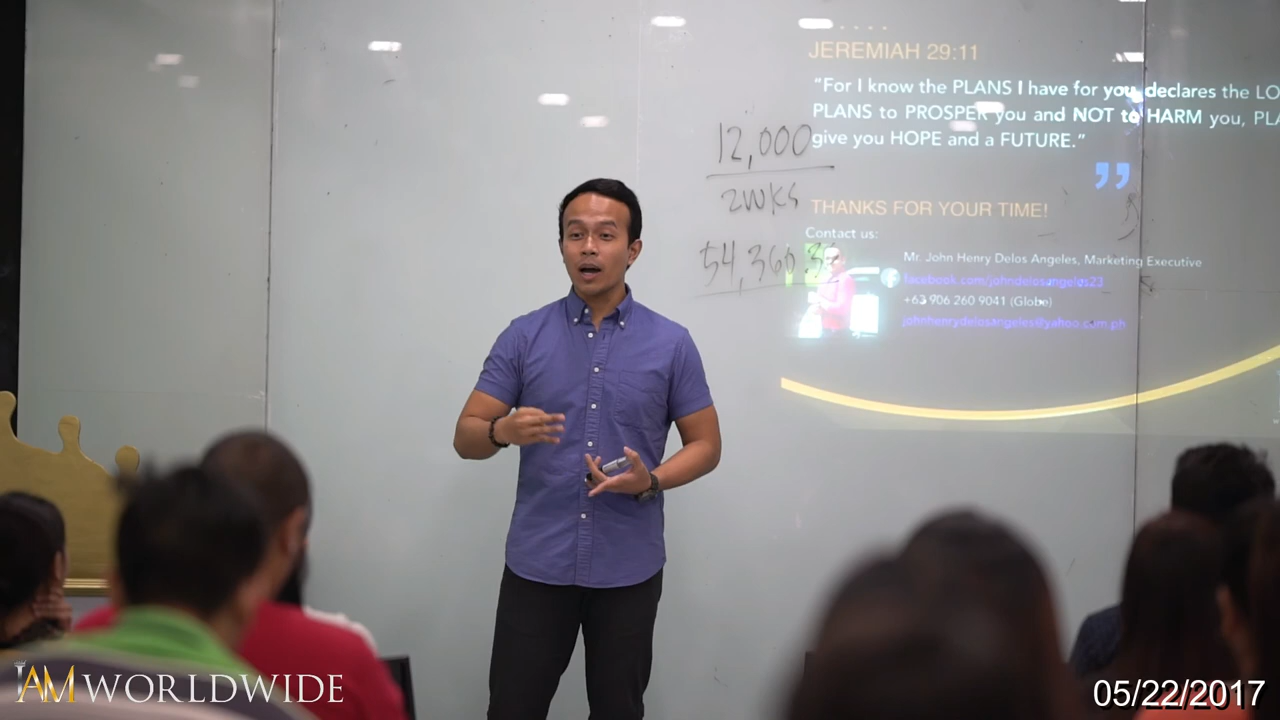 JEREMIAH 29:11
“For I know the PLANS I have for you, declares the LO
PLANS to PROSPER you and NOT to HARM you, PLA
give you HOPE and a FUTURE.”
12,000
2WKS
THANKS FOR YOUR TIME!
Contact us:
54,360.
Mr. John Henry Delos Angeles, Marketing Executive
facebook.com/johndelosangeles23
+63 906 260 9041 (Globe)
johnhenrydelosangeles@yahoo.com.ph
IAM WORLDWIDE
05/22/2017